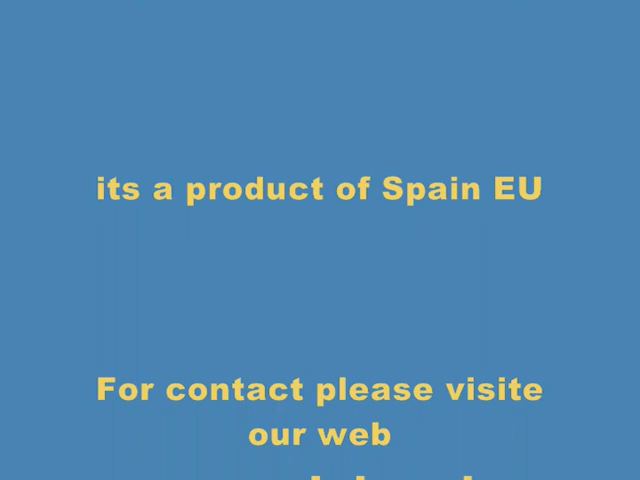 its a product of Spain EU
For contact please visite
our web